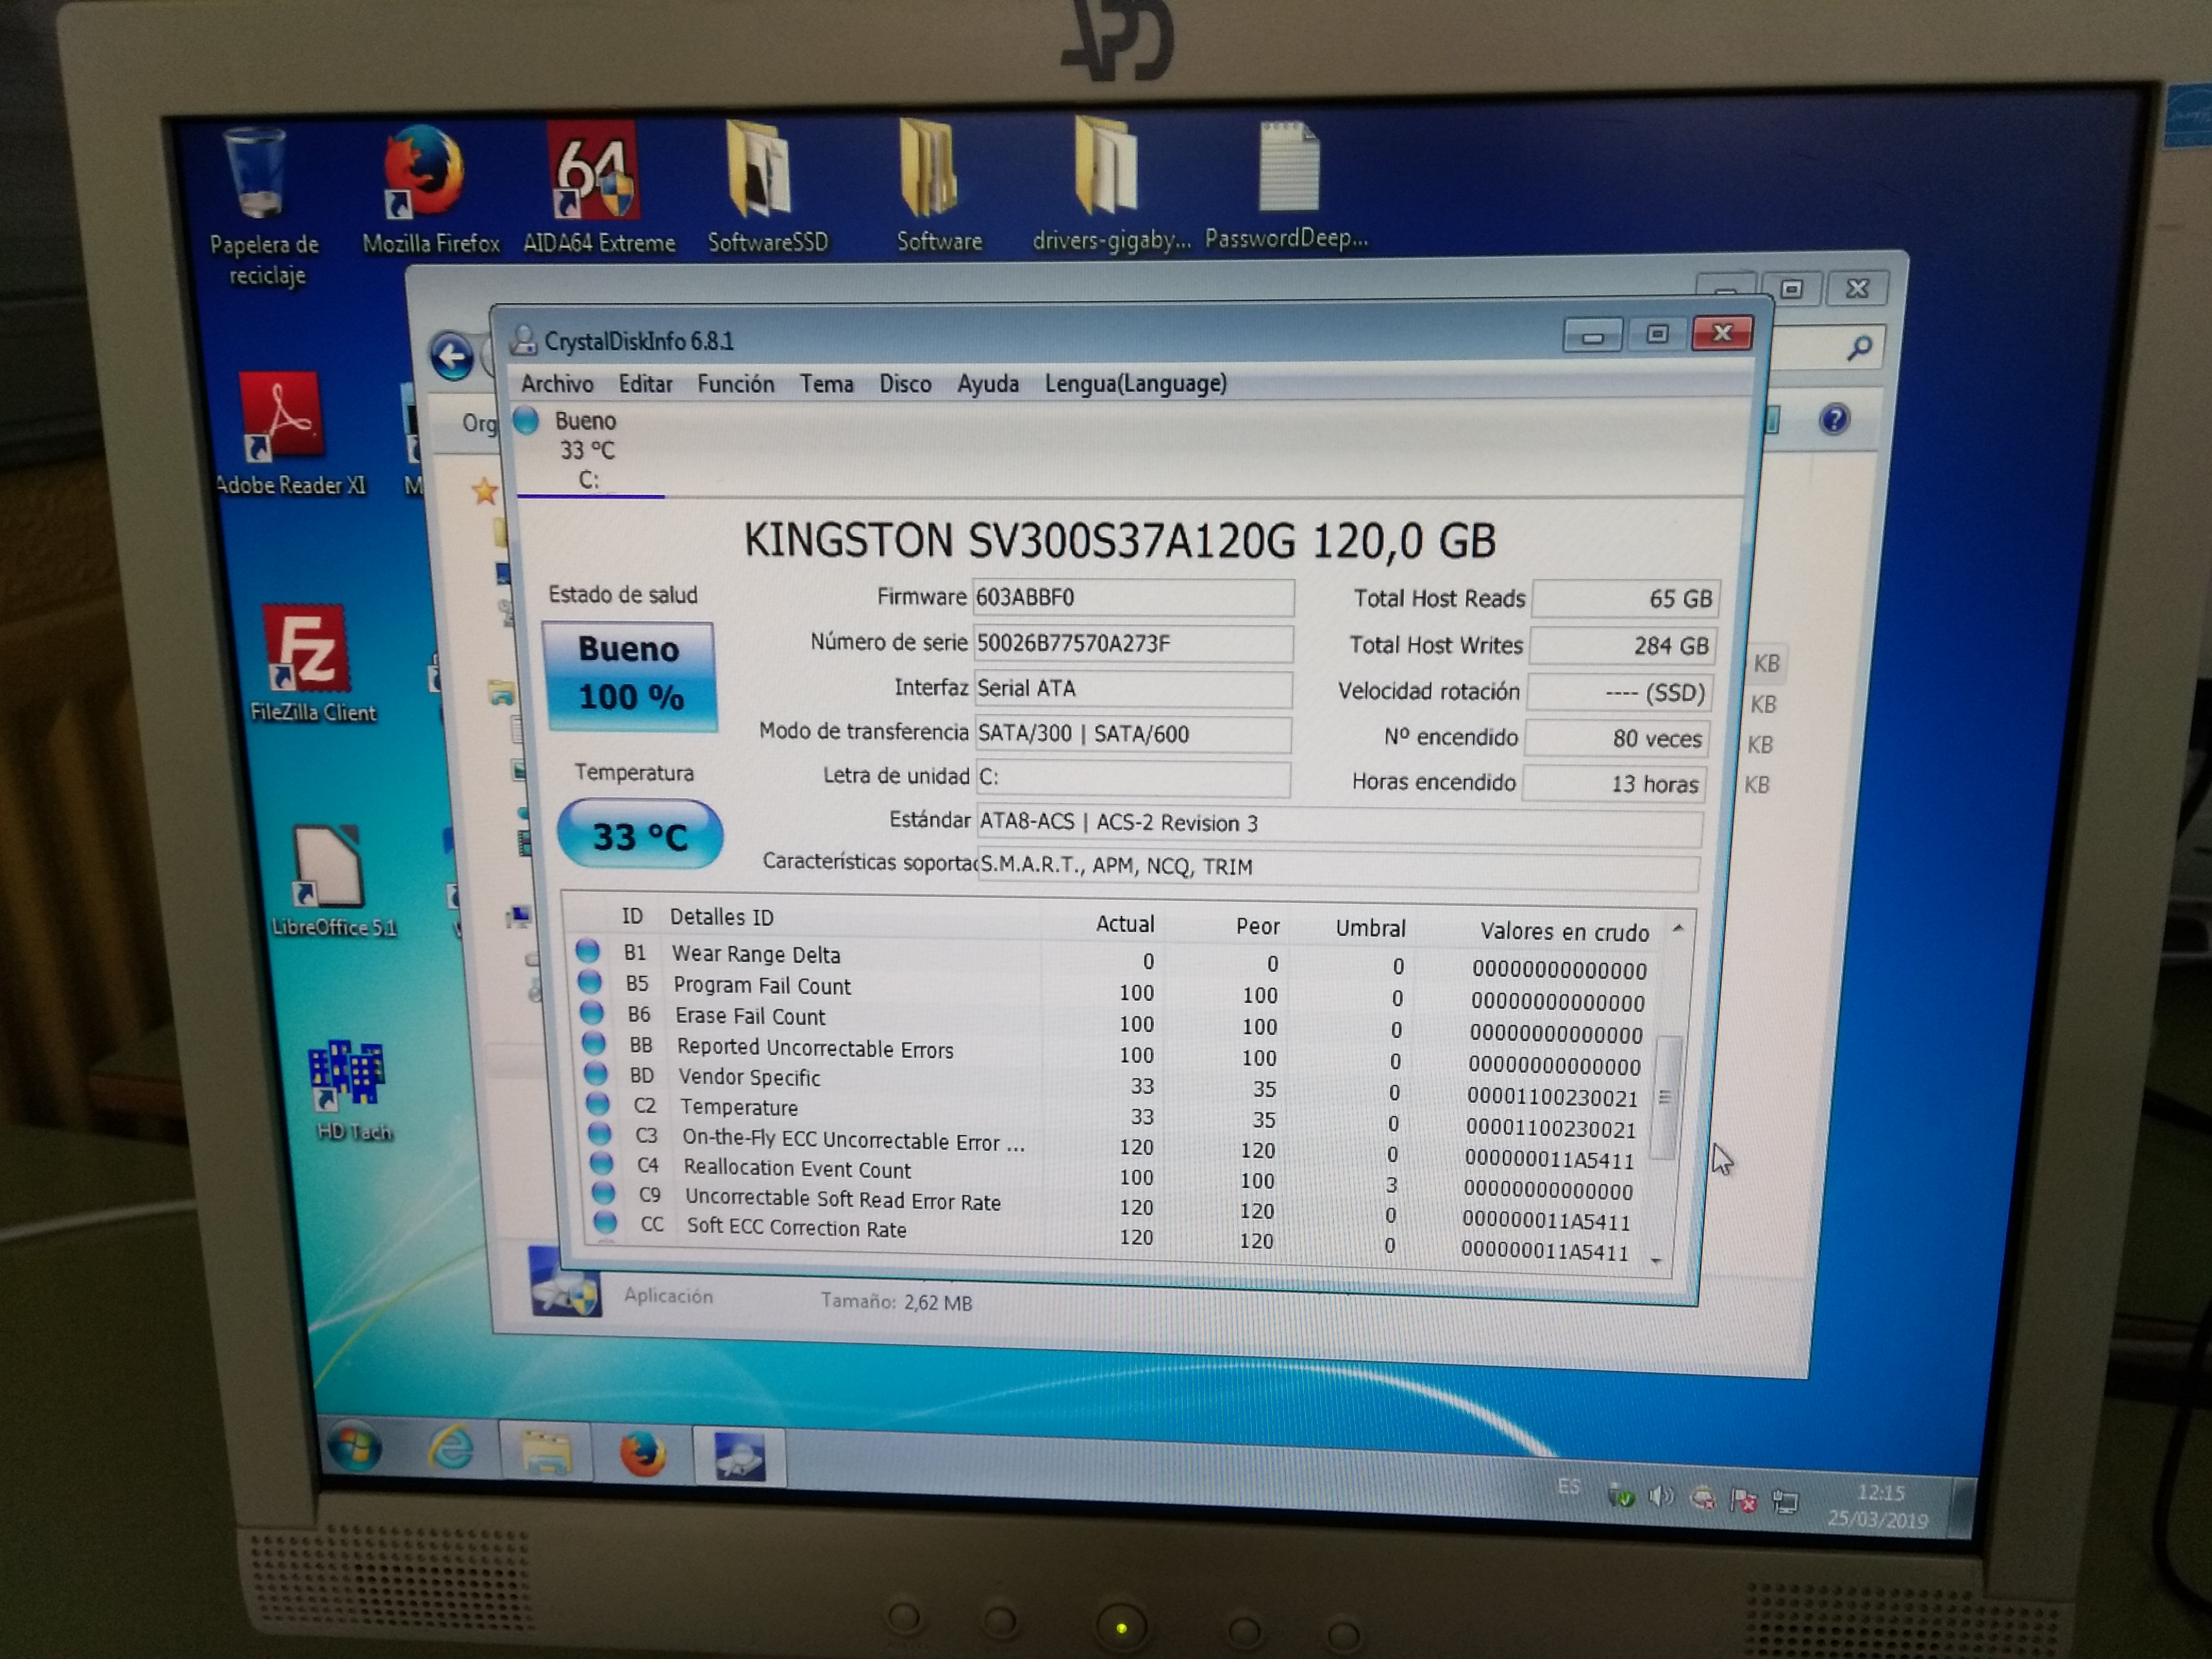 Papelera de
reciclaje
Mozilla Firefox
AIDA64 Extreme
SoftwareSSD
Software
drivers-gigaby...
PasswordDeep...
Adobe Reader XI
M
FileZilla Client
LibreOffice 5.1
HD Tach
Org
CrystalDiskInfo 6.8.1
Archivo Editar Función Tema Disco Ayuda Lengua(Language)
Bueno
33 °C
C:
KINGSTON SV300S37A120G 120,0 GB
Estado de salud
Bueno
100 %
Temperatura
33 °C
Firmware 603ABBF0
Número de serie 50026B77570A273F
Interfaz Serial ATA
Modo de transferencia SATA/300 | SATA/600
Letra de unidad C:
Estándar ATA8-ACS | ACS-2 Revision 3
Características soporta S.M.A.R.T., APM, NCQ, TRIM
Total Host Reads 65 GB
Total Host Writes 284 GB
Velocidad rotación ---- (SSD)
Nº encendido 80 veces
Horas encendido 13 horas
ID Detalles ID Actual Peor Umbral Valores en crudo
B1 Wear Range Delta 0 0 0 00000000000000
B5 Program Fail Count 100 100 0 00000000000000
B6 Erase Fail Count 100 100 0 00000000000000
BB Reported Uncorrectable Errors 100 100 0 00000000000000
BD Vendor Specific 33 35 0 00001100230021
C2 Temperature 33 35 0 00001100230021
C3 On-the-Fly ECC Uncorrectable Error ... 120 120 0 000000011A5411
C4 Reallocation Event Count 100 100 3 00000000000000
C9 Uncorrectable Soft Read Error Rate 120 120 0 000000011A5411
CC Soft ECC Correction Rate 120 120 0 000000011A5411
KB
KB
KB
KB
Aplicación
Tamaño: 2,62 MB
ES
12:15
25/03/2019